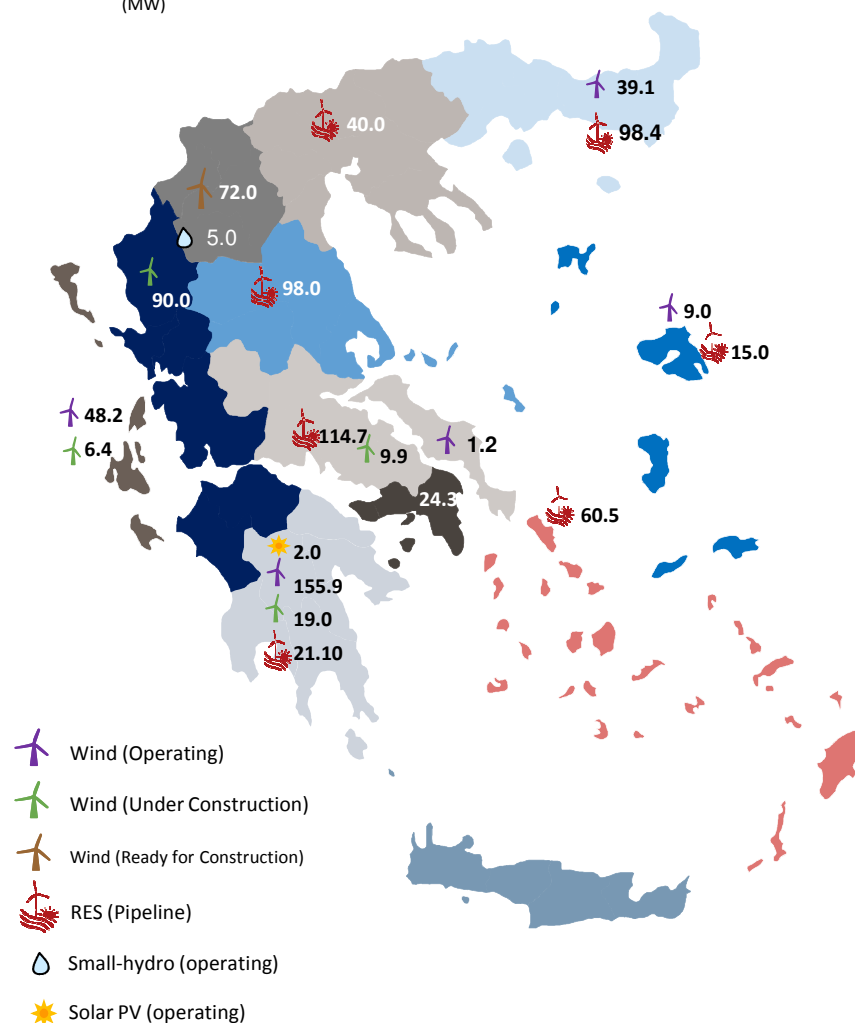 (MW)
39.1
98.4
40.0
72.0
5.0
90.0
98.0
9.0
15.0
48.2
6.4
114.7
9.9
1.2
24.3
60.5
2.0
155.9
19.0
21.10
Wind (Operating)
Wind (Under Construction)
Wind (Ready for Construction)
RES (Pipeline)
Small-hydro (operating)
Solar PV (operating)